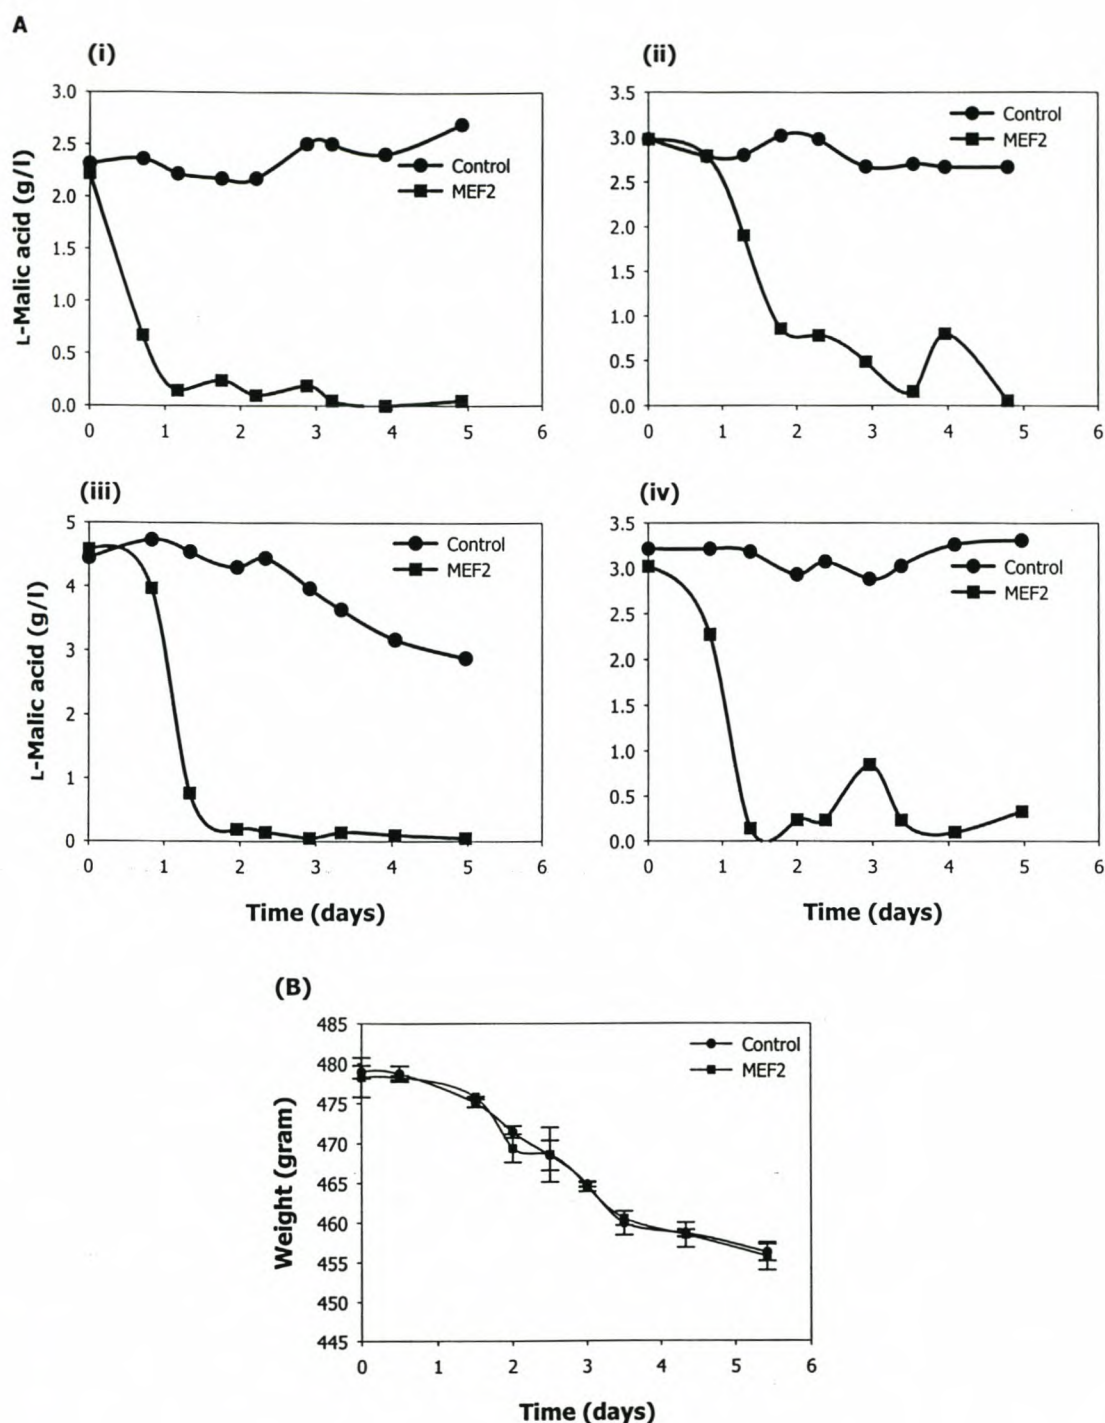 A
(i)
3.0
2.5
2.0
1.5
1.0
0.5
0.0
L-Malic acid (g/l)
Control
MEF2
0 1 2 3 4 5 6
(ii)
3.5
3.0
2.5
2.0
1.5
1.0
0.5
0.0
Control
MEF2
0 1 2 3 4 5 6
(iii)
5
4
3
2
1
0
L-Malic acid (g/l)
Control
MEF2
0 1 2 3 4 5 6
Time (days)
(iv)
3.5
3.0
2.5
2.0
1.5
1.0
0.5
0.0
Control
MEF2
0 1 2 3 4 5 6
Time (days)
(B)
485
480
475
470
465
460
455
450
445
Weight (gram)
Control
MEF2
0 1 2 3 4 5 6
Time (days)